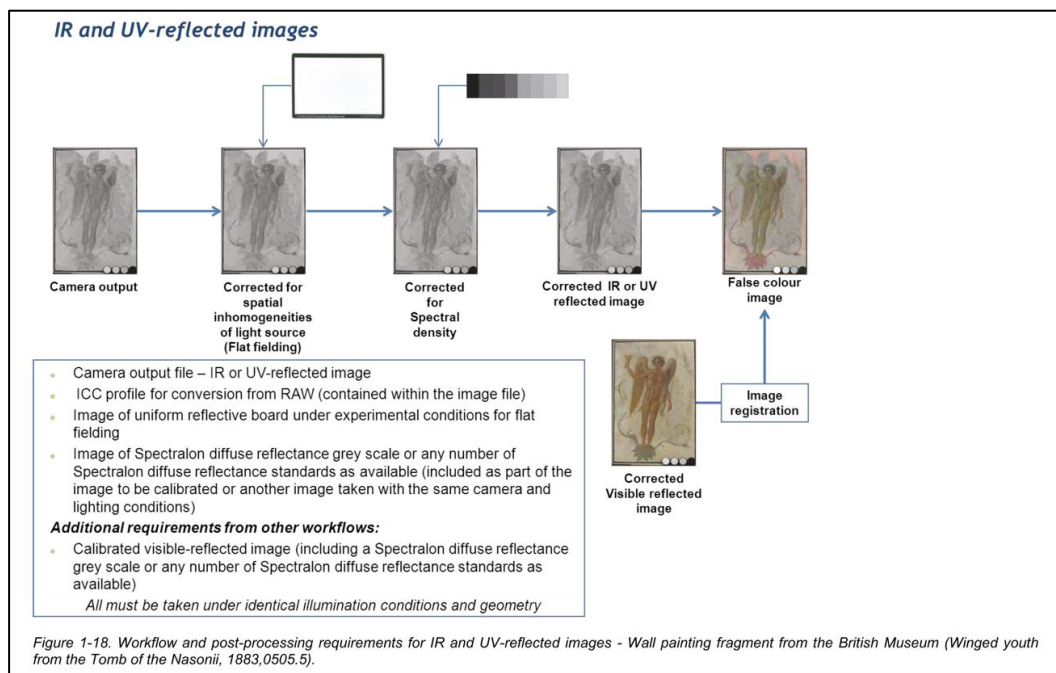 IR and UV-reflected images
Camera output
Corrected for
spatial
inhomogeneities
of light source
(Flat fielding)
Corrected
for
Spectral
density
Corrected IR or UV
reflected image
False colour
image
Image
registration
Corrected
Visible reflected
image
Camera output file – IR or UV-reflected image
ICC profile for conversion from RAW (contained within the image file)
Image of uniform reflective board under experimental conditions for flat
fielding
Image of Spectralon diffuse reflectance grey scale or any number of
Spectralon diffuse reflectance standards as available (included as part of the
image to be calibrated or another image taken with the same camera and
lighting conditions)
Additional requirements from other workflows:
Calibrated visible-reflected image (including a Spectralon diffuse reflectance
grey scale or any number of Spectralon diffuse reflectance standards as
available)
All must be taken under identical illumination conditions and geometry
Figure 1-18. Workflow and post-processing requirements for IR and UV-reflected images - Wall painting fragment from the British Museum (Winged youth
from the Tomb of the Nasonii, 1883,0505.5).